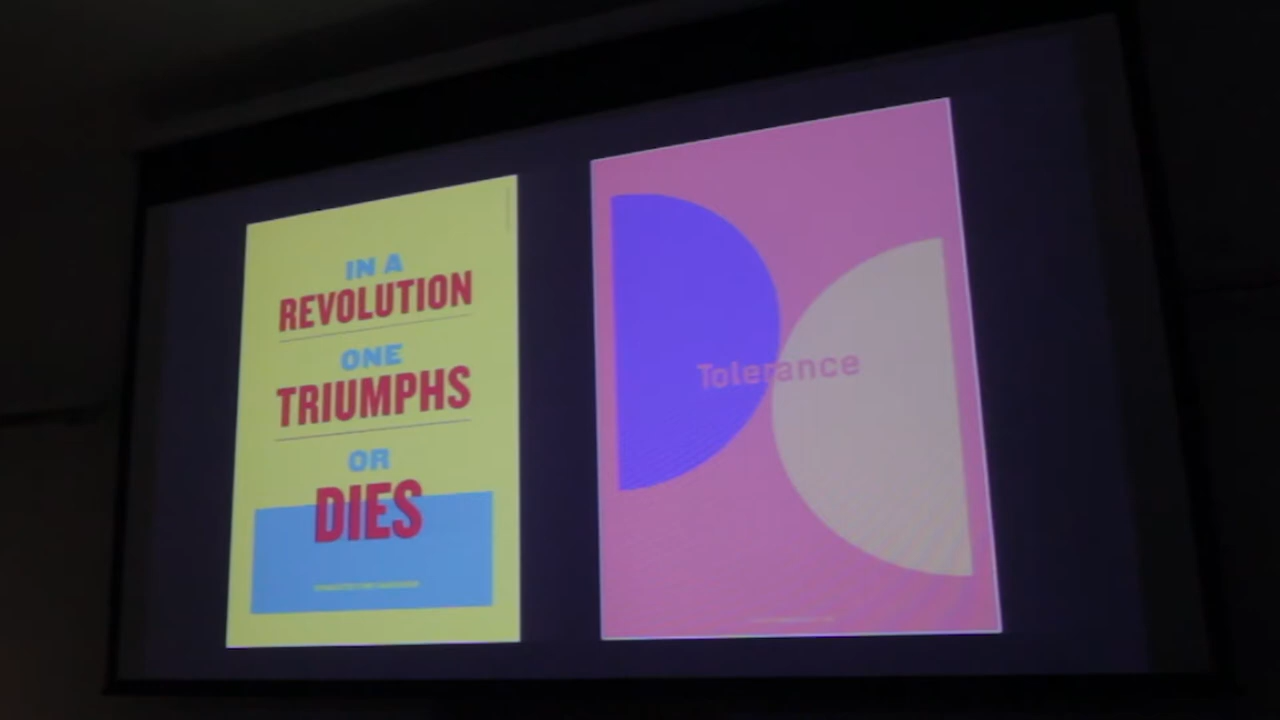 IN A
REVOLUTION
ONE
TRIUMPHS
OR
DIES
Tolerance